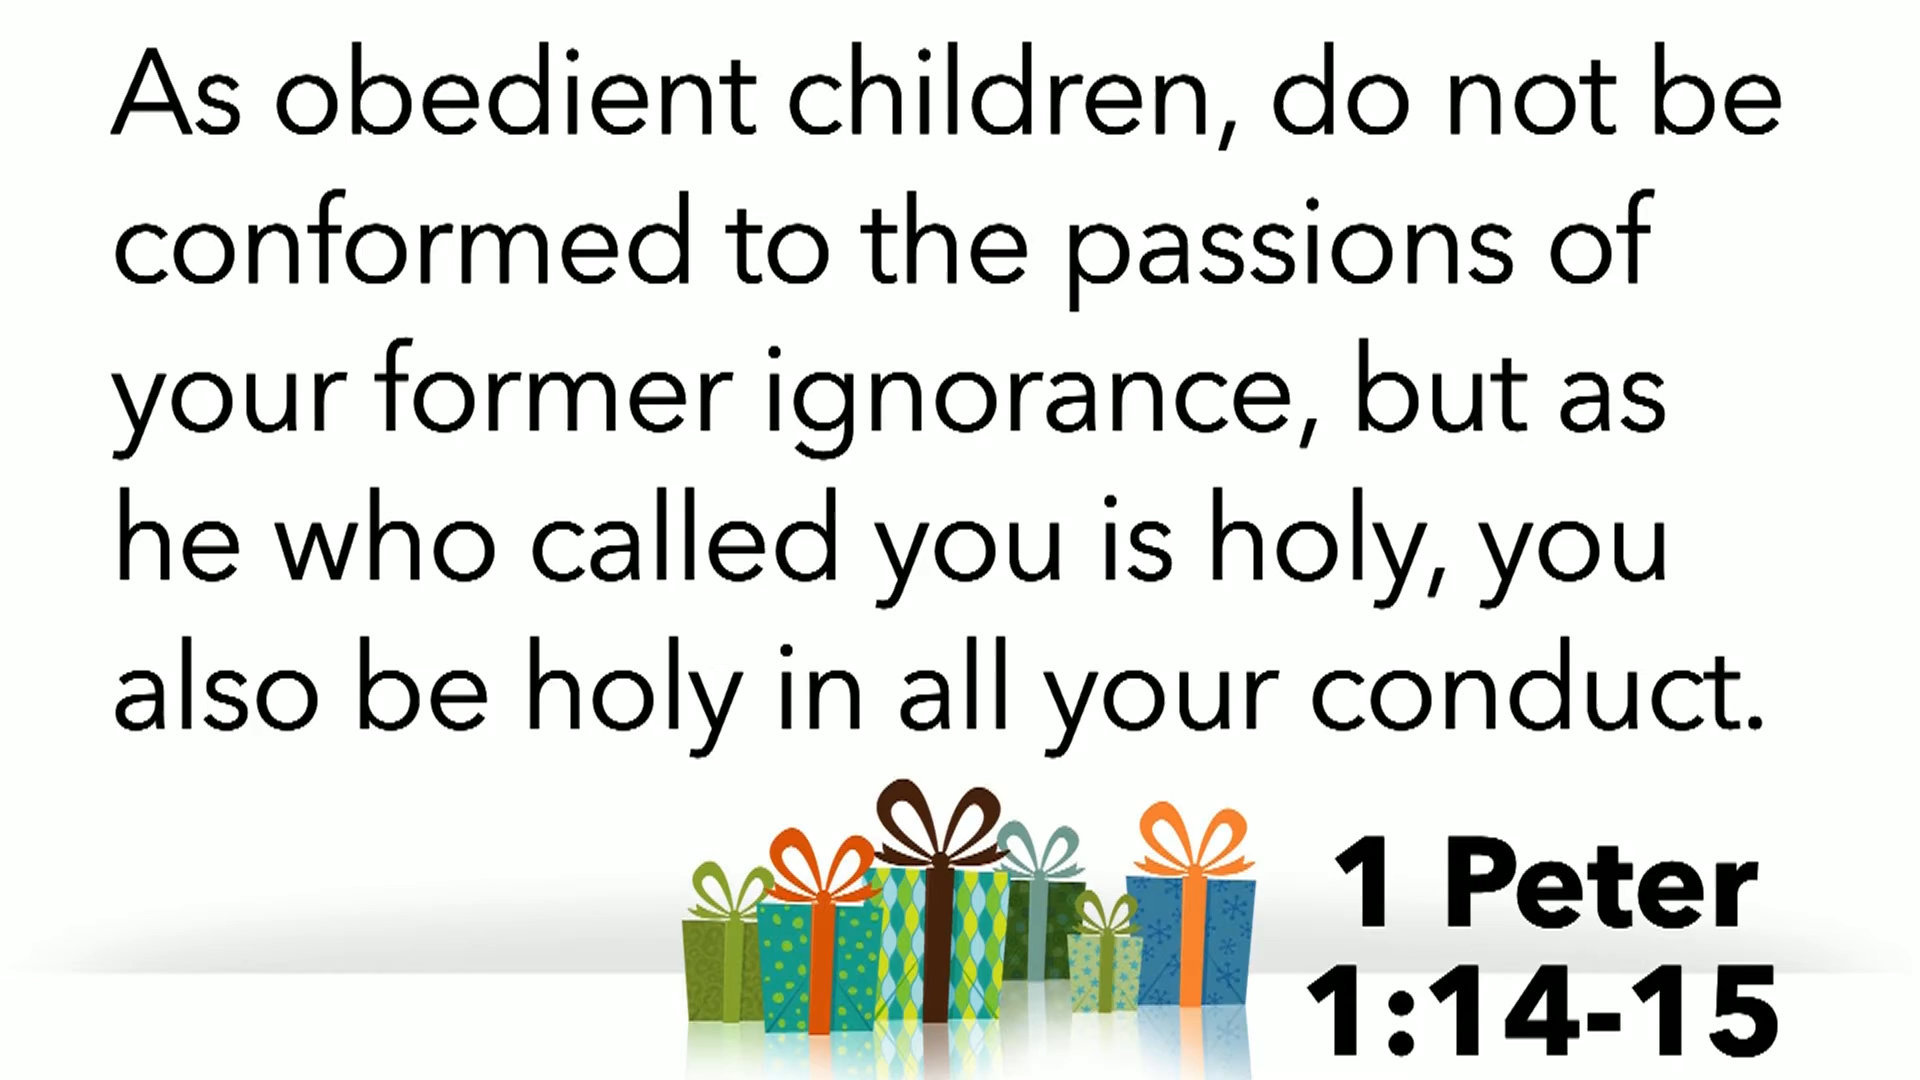 As obedient children, do not be
conformed to the passions of
your former ignorance, but as
he who called you is holy, you
also be holy in all your conduct.
1 Peter
1:14-15